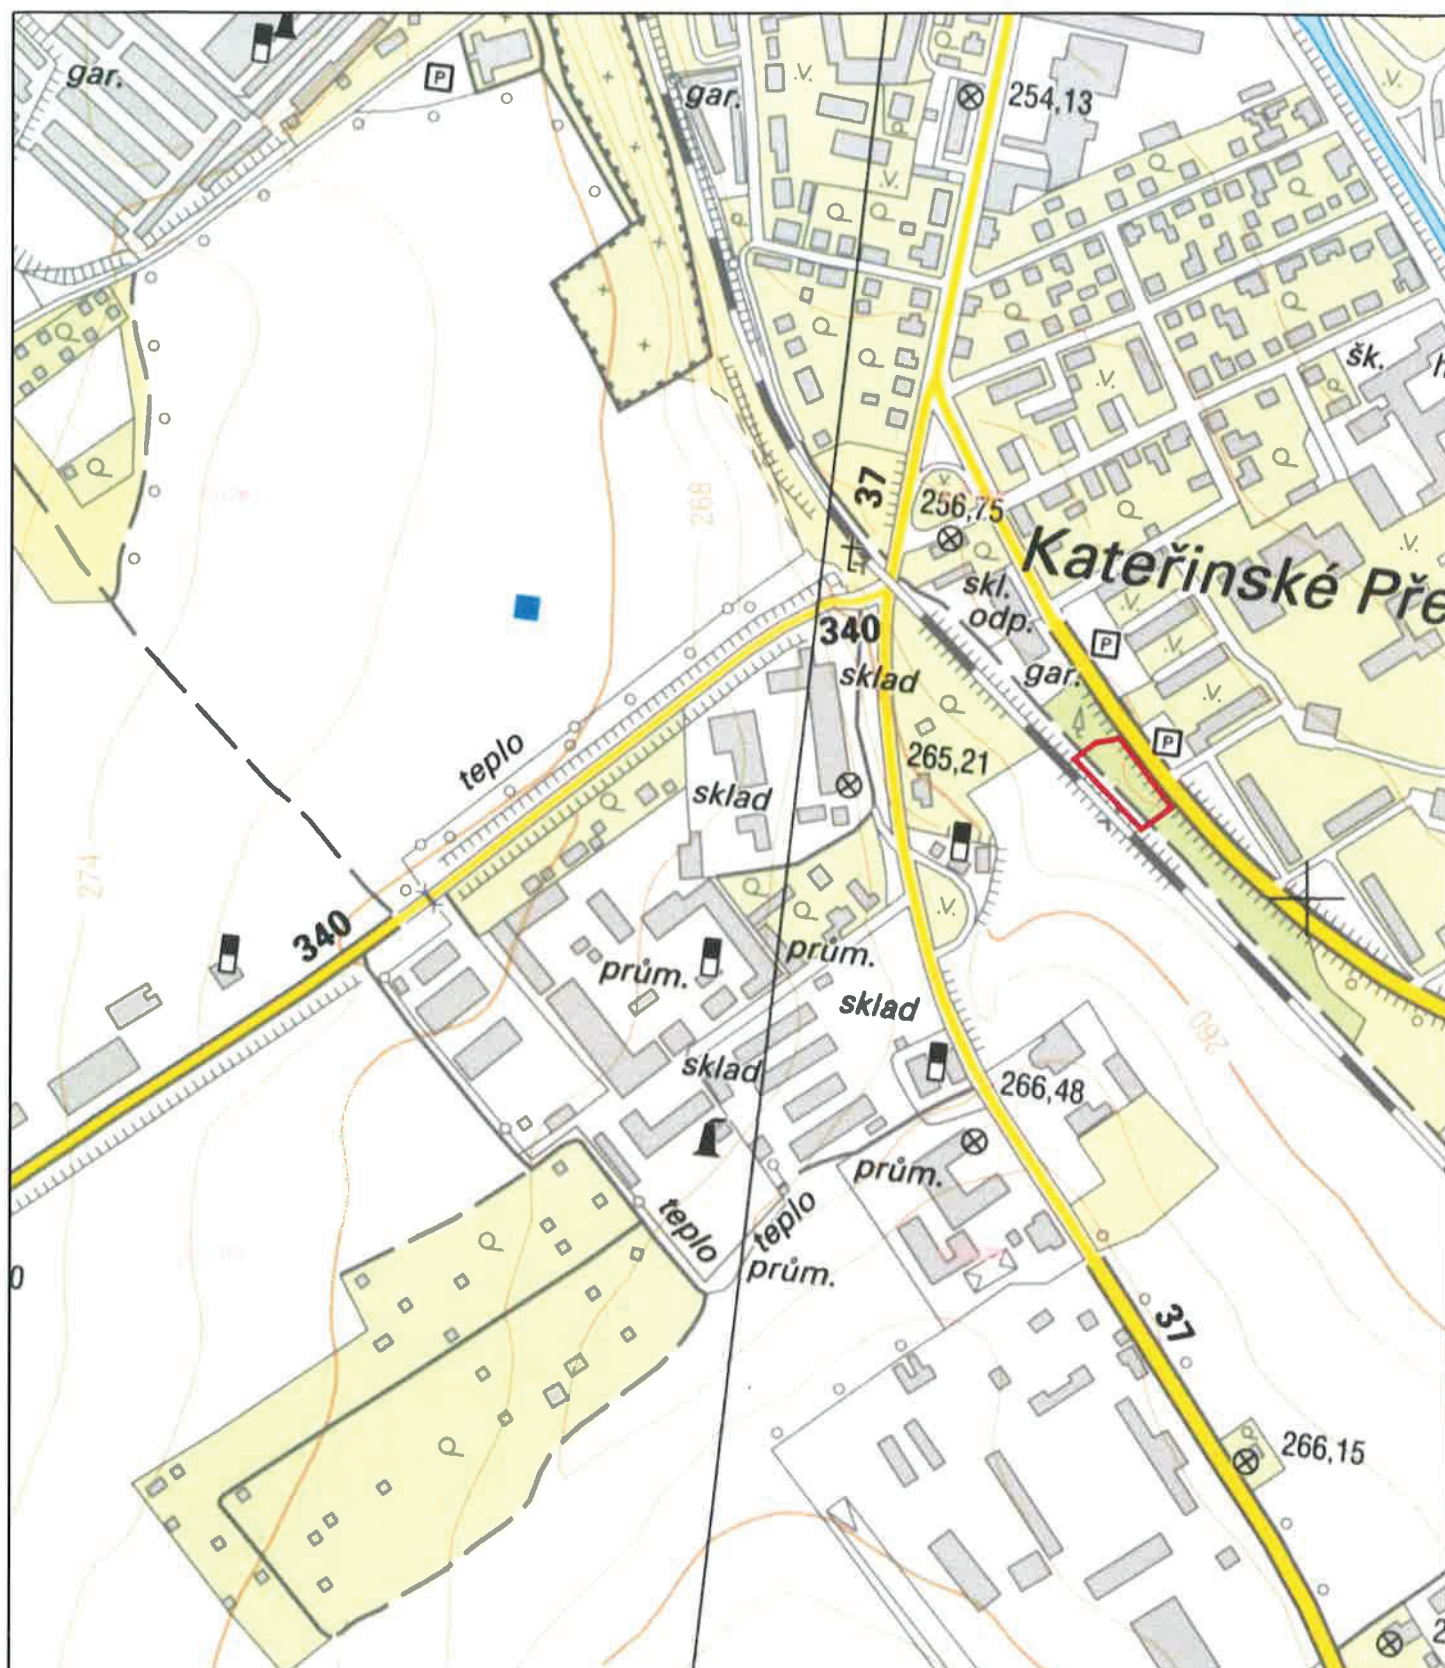 gar.
P
gar.
254,13
šk.
37
256,75
Kateřinské Pře
268
skl.
odp.
340
P
sklad
gar.
teplo
265,21
P
sklad
274
340
prům.
prům.
sklad
260
sklad
266,48
prům.
teplo
teplo
prům.
0
37
266,15
2